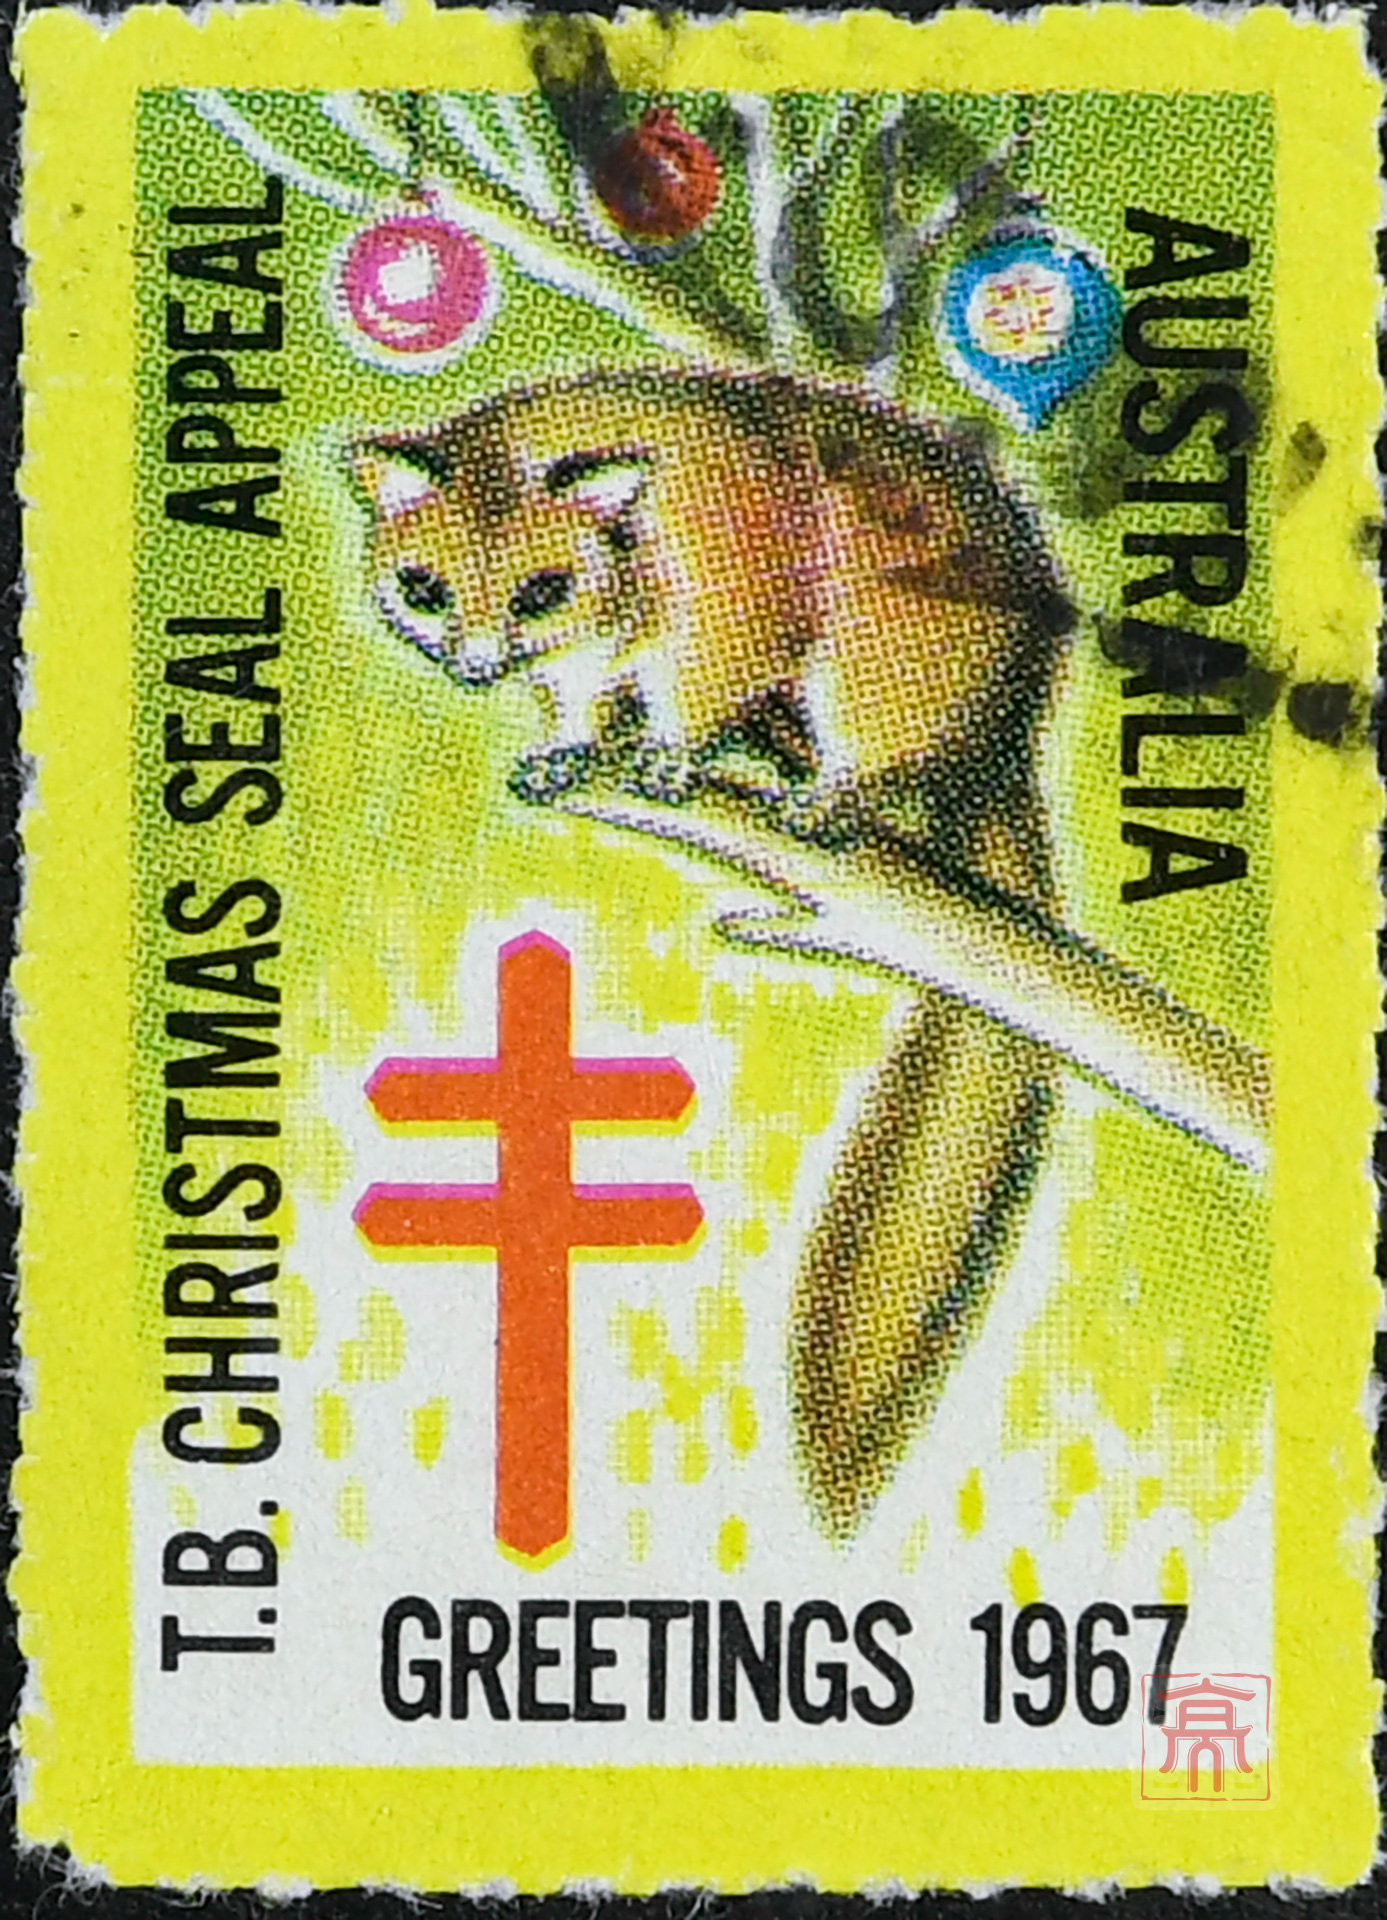 T.B. CHRISTMAS SEAL APPEAL
AUSTRALIA
GREETINGS 1967